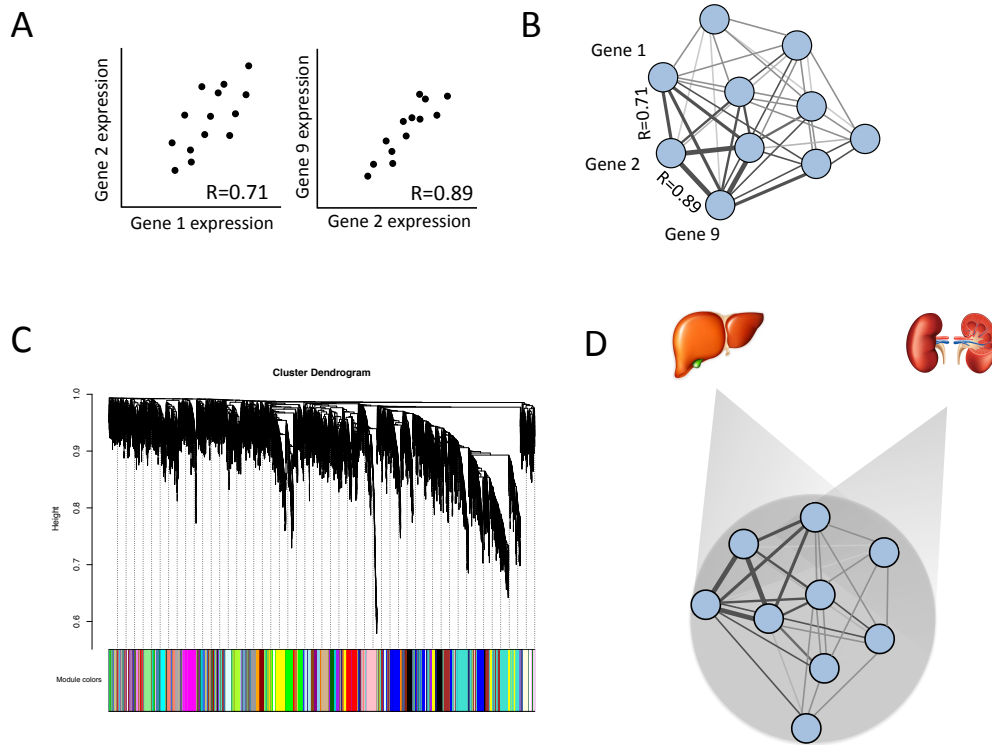 A
Gene 2 expression
R=0.71
Gene 1 expression
Gene 9 expression
R=0.89
Gene 2 expression
B
Gene 1
R=0.71
Gene 2
R=0.89
Gene 9
C
Cluster Dendrogram
Height
1.0
0.9
0.8
0.7
0.6
Module colors
D